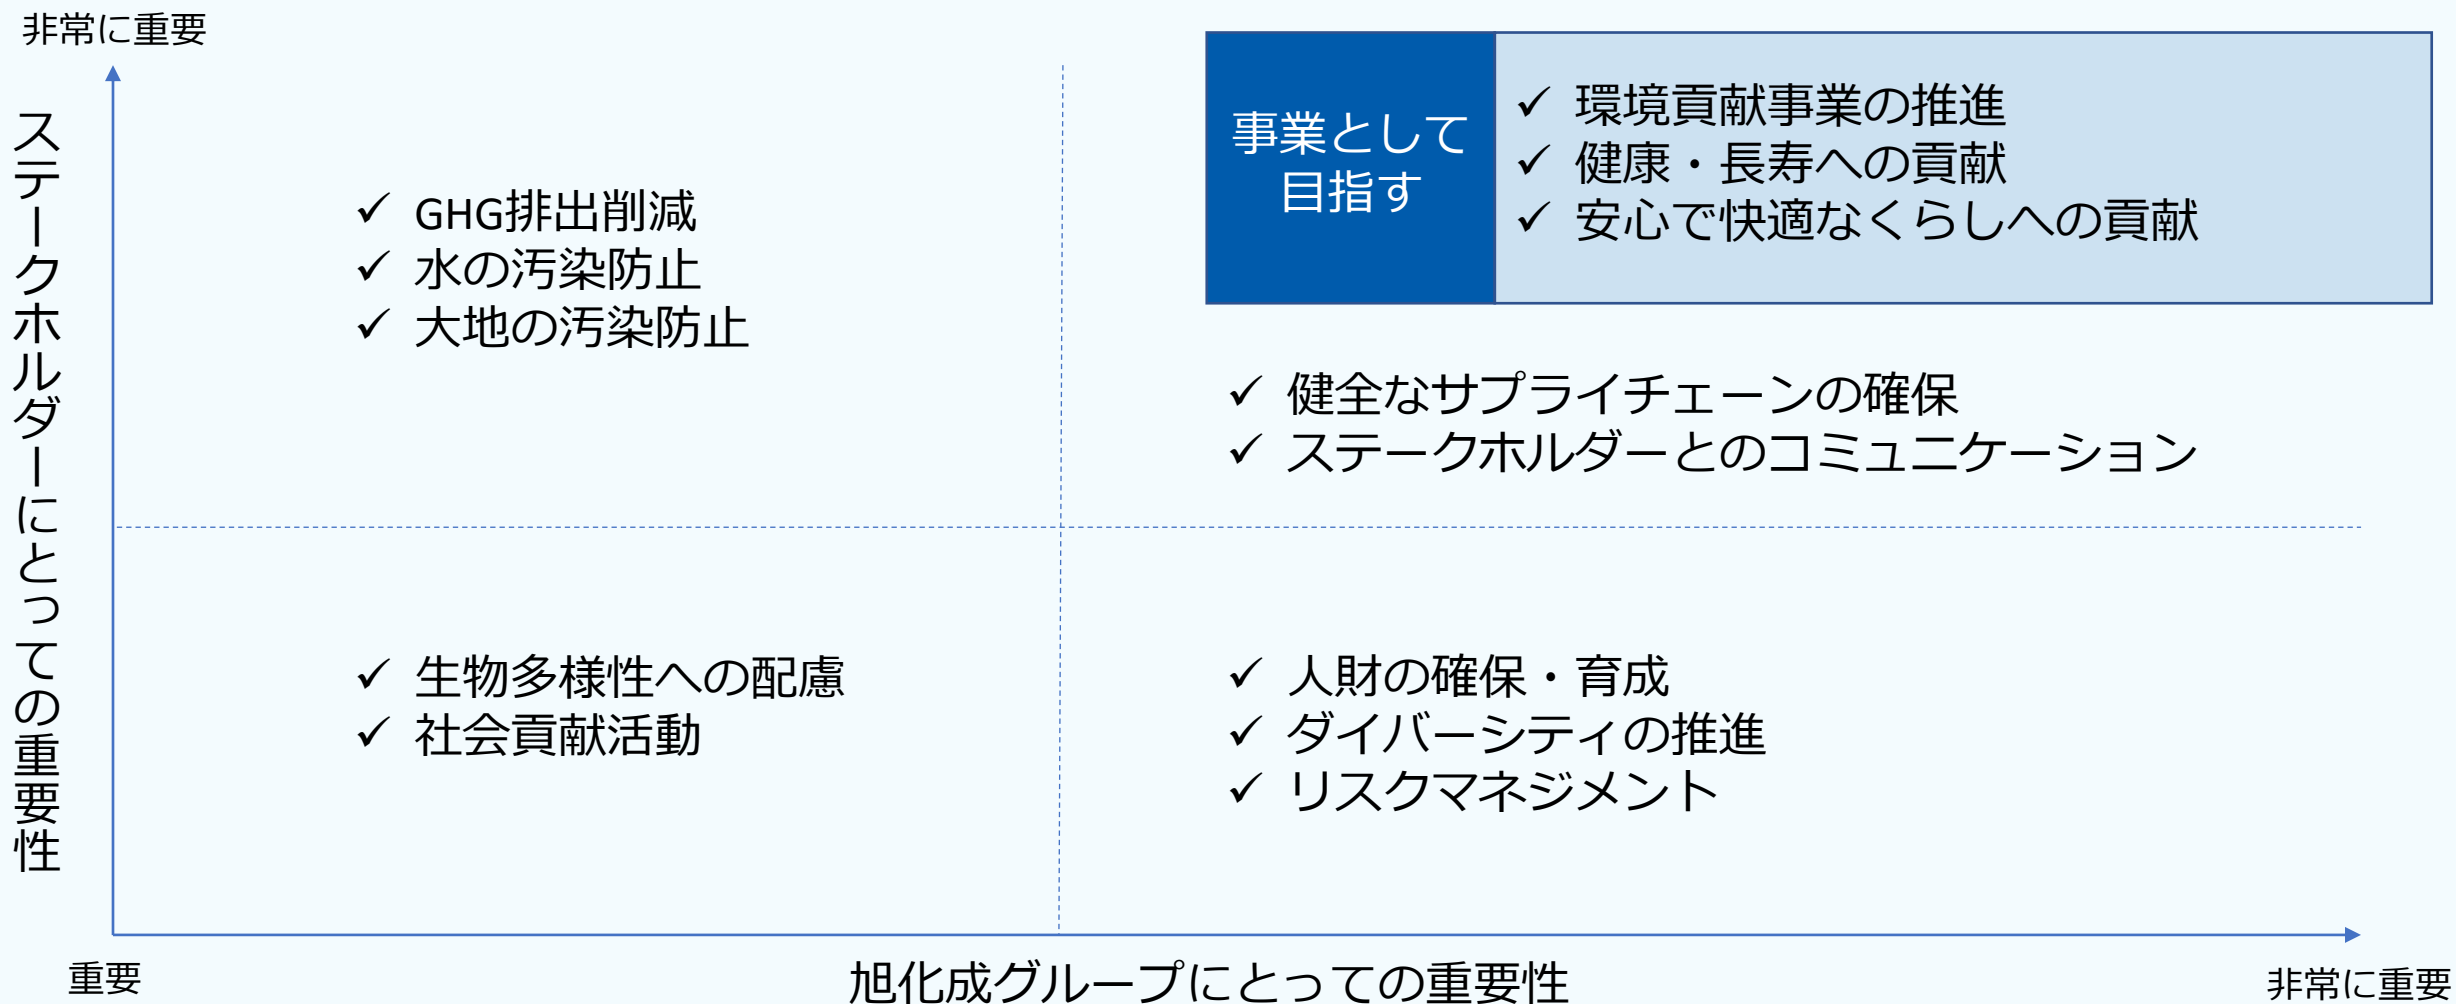 非常に重要
ステークホルダーにとっての重要性
GHG排出削減
水の汚染防止
大地の汚染防止
事業として
目指す
環境貢献事業の推進
健康・長寿への貢献
安心で快適なくらしへの貢献
健全なサプライチェーンの確保
ステークホルダーとのコミュニケーション
生物多様性への配慮
社会貢献活動
人財の確保・育成
ダイバーシティの推進
リスクマネジメント
重要
旭化成グループにとっての重要性
非常に重要